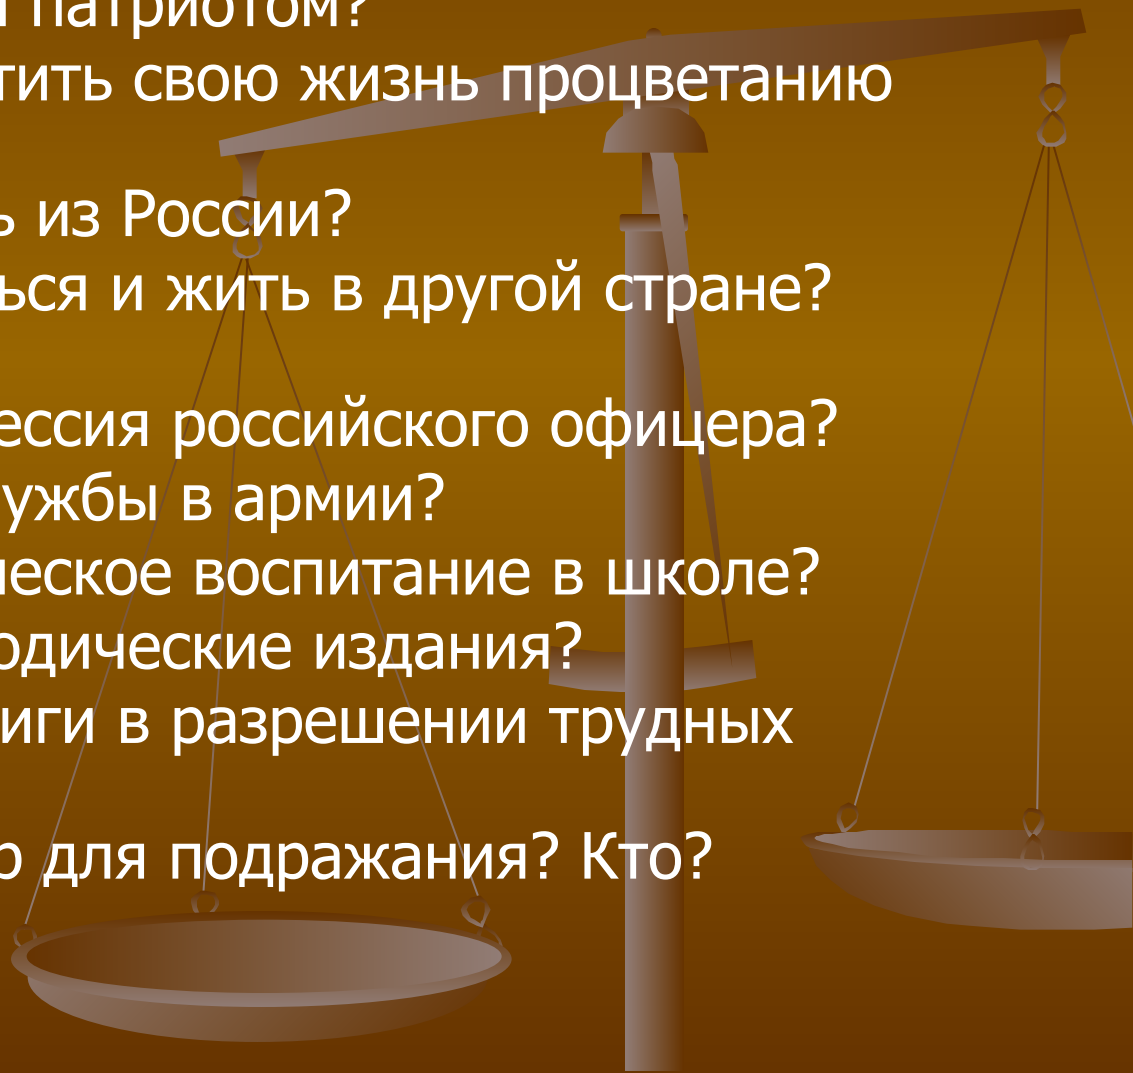 патриотом?
тить свою жизнь процветанию
ь из России?
ься и жить в другой стране?
ессия российского офицера?
ужбы в армии?
ческое воспитание в школе?
одические издания?
иги в разрешении трудных
р для подражания? Кто?